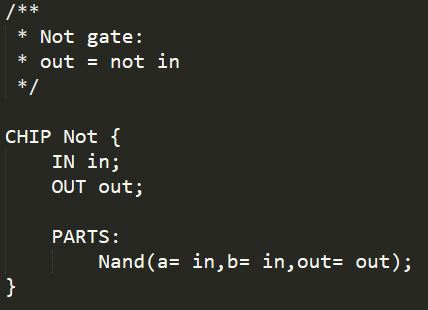 /**
 * Not gate:
 * out = not in
 */

CHIP Not {
    IN in;
    OUT out;

    PARTS:
        Nand(a= in,b= in,out= out);
}